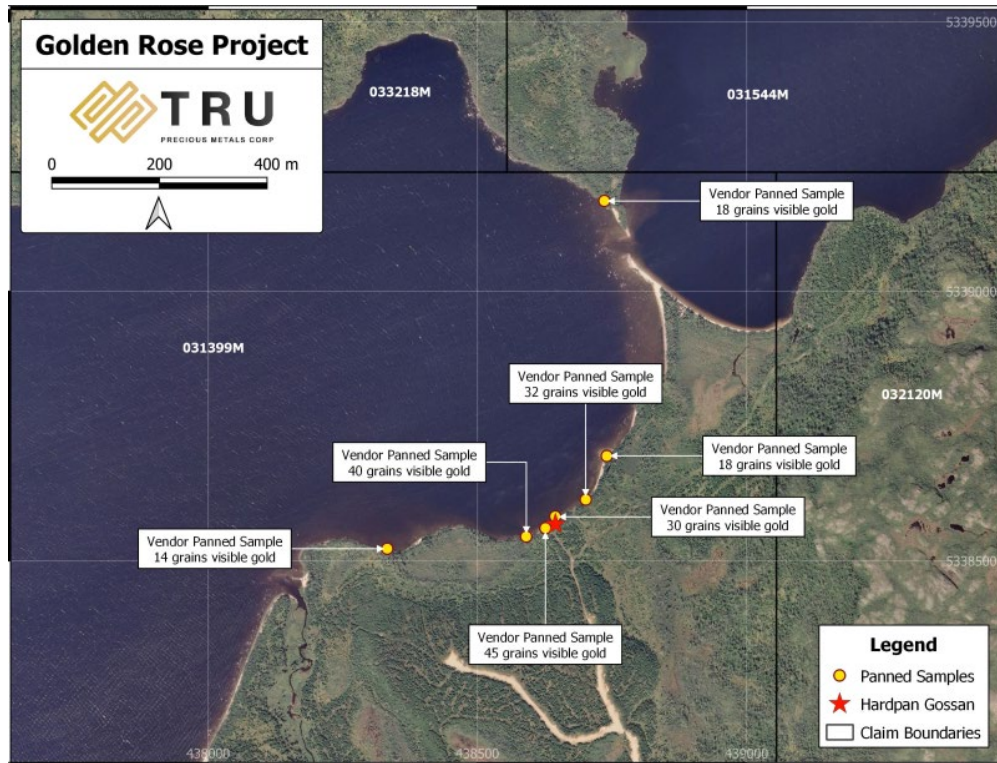 Golden Rose Project
TRU
PRECIOUS METALS CORP
0 200 400 m
033218M
031544M
5339500
Vendor Panned Sample
18 grains visible gold
5339000
031399M
032120M
Vendor Panned Sample
32 grains visible gold
Vendor Panned Sample
40 grains visible gold
Vendor Panned Sample
18 grains visible gold
Vendor Panned Sample
30 grains visible gold
Vendor Panned Sample
14 grains visible gold
5338500
Vendor Panned Sample
45 grains visible gold
Legend
Panned Samples
Hardpan Gossan
Claim Boundaries
438000
438500
439000